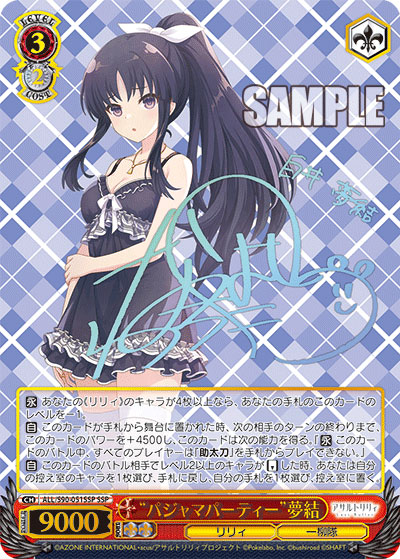 LEVEL
3
2
COST
SAMPLE
白井 夢結
永 あなたの《リリィ》のキャラが4枚以上なら、あなたの手札のこのカードの
レベルを－1。
自 このカードが手札から舞台に置かれた時、次の相手のターンの終わりまで、
このカードのパワーを＋4500し、このカードは次の能力を得る。『永 このカー
ドのバトル中、すべてのプレイヤーは「助太刀」を手札からプレイできない。』
自 このカードのバトル相手でレベル2以上のキャラが した時、あなたは自分
の控え室のキャラを1枚選び、手札に戻し、自分の手札を1枚選び、控え室に置く
CH
ALL/S90-051SSP SSP
9000
“パジャマパーティー”夢結
アサルトリリィ
リリィ
一柳隊
©AZONE INTERNATIONAL･acus/アサルトリリィプロジェクト ©Pokelabo, Inc. ©bushiroad ©SHAFT